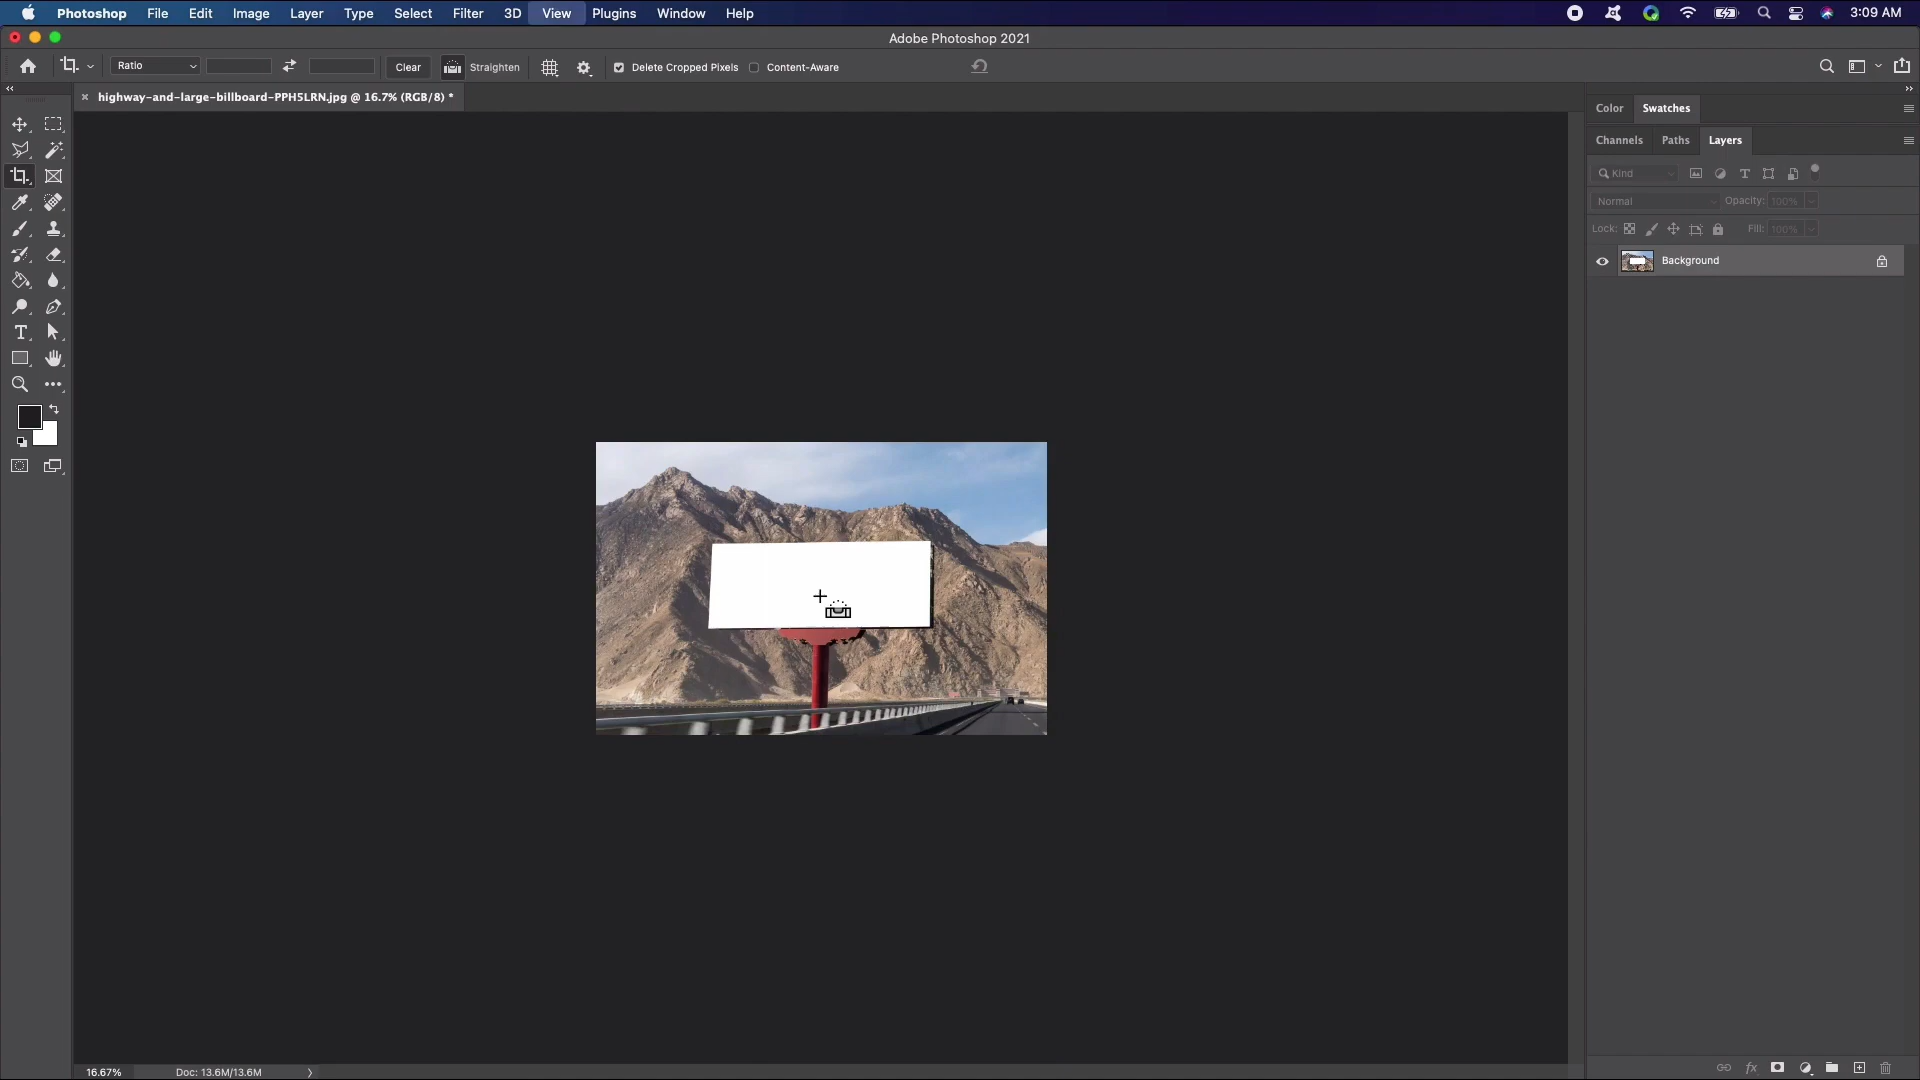 Photoshop File Edit Image Layer Type Select Filter 3D View Plugins Window Help 3:09 AM
Adobe Photoshop 2021
Ratio Clear Straighten Delete Cropped Pixels Content-Aware
highway-and-large-billboard-PPH5LRN.jpg @ 16.7% (RGB/8) *
Color Swatches
Channels Paths Layers
Kind
Normal Opacity: 100%
Lock: Fill: 100%
Background
16.67% Doc: 13.6M/13.6M